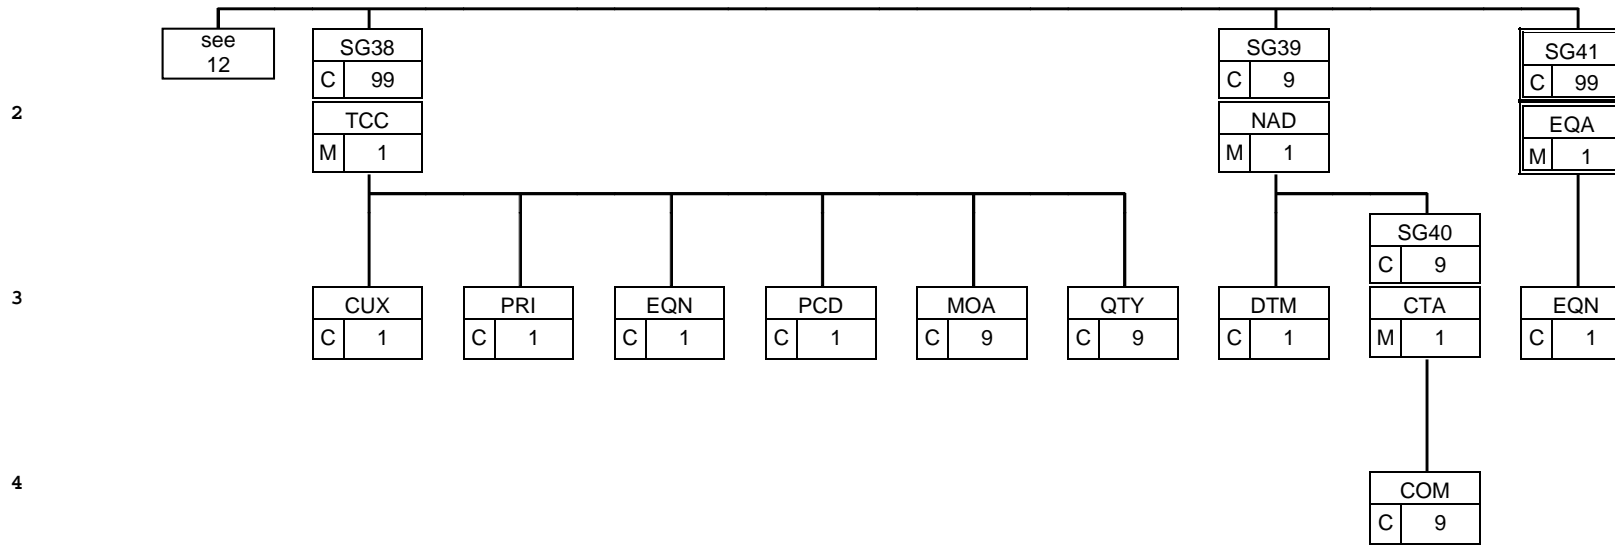 see
12
SG38
C 99
SG39
C 9
SG41
C 99
2
TCC
M 1
NAD
M 1
EQA
M 1
SG40
C 9
3
CUX
C 1
PRI
C 1
EQN
C 1
PCD
C 1
MOA
C 9
QTY
C 9
DTM
C 1
CTA
M 1
EQN
C 1
4
COM
C 9